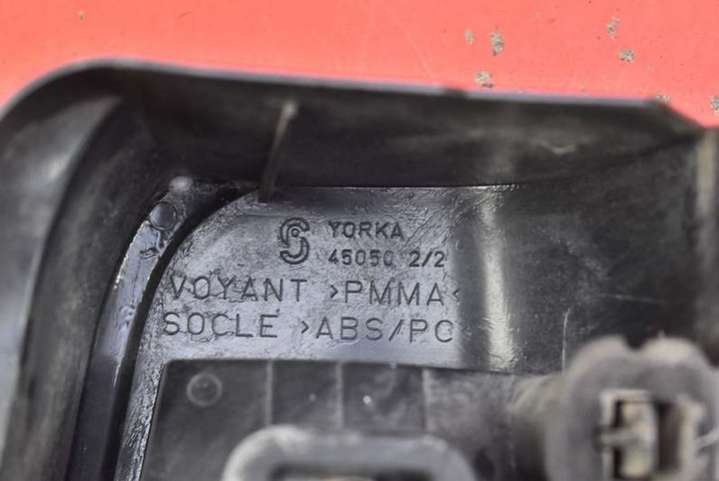 YORKA
45050 2/2
VOYANT >PMMA<
SOCLE >ABS/PC